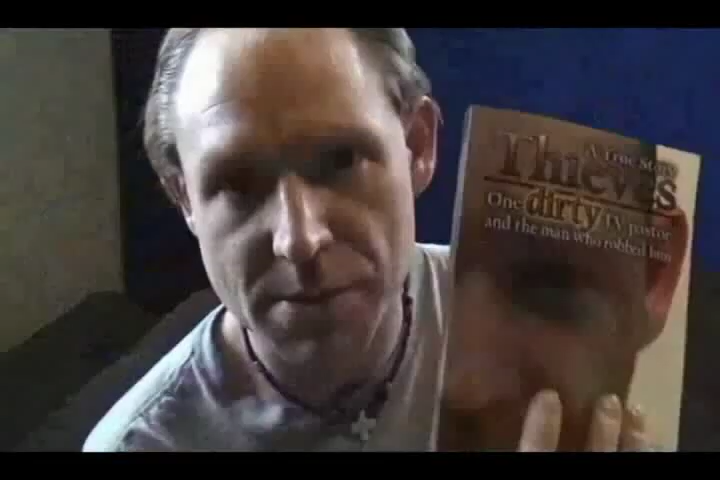 A True Story
Thieves
One dirty TV pastor
and the man who robbed him